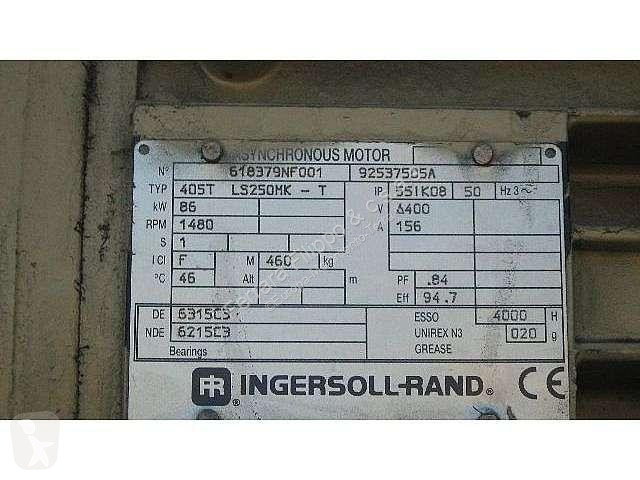 ASYNCHRONOUS MOTOR
N° 618379NF001 92537505A
TYP 405T LS250MK - T IP 55IK08 50 Hz 3~
kW 86 V 400
RPM 1480 A 156
S 1
ICl F M 460 kg
°C 46 Alt m PF .84
Eff 94.7
DE 6315C3 ESSO 4000 H
NDE 6215C3 UNIREX N3 020 g
Bearings GREASE
IR ® INGERSOLL-RAND® CE